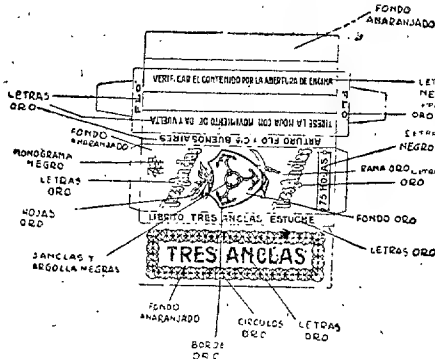 FONDO
ANARANJADO
VERIFICAR EL CONTENIDO POR LA ABERTURA DE ENCIMA
LETRAS
ORO
ORO
TIRESE LA HOJA CON MOVIMIENTO DE DA VUELTA
ARTURO FLO Y Cª BUENOS AIRES
FONDO
ANARANJADO
NEGRO
MONOGRAMA
NEGRO
LETRAS
ORO
RAMA ORO
ORO
75 HOJAS
HOJAS
ORO
FONDO ORO
LIBRITO TRES ANCLAS ESTUCHE
LETRAS ORO
3 ANCLAS Y
ARGOLLA NEGRAS
TRES ANCLAS
FONDO
ANARANJADO
CIRCULOS
ORO
LETRAS
ORO
BORDE
ORO